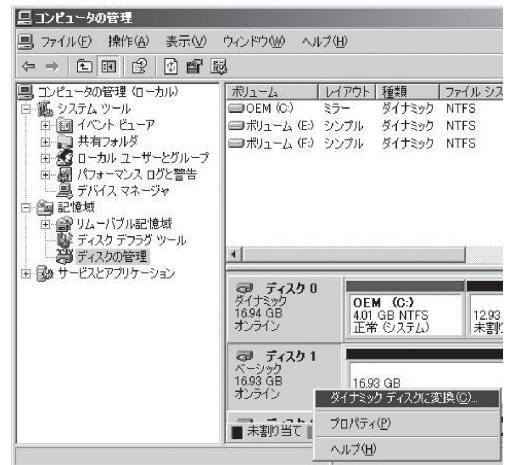 コンピュータの管理
ファイル(F) 操作(A) 表示(V) ウィンドウ(W) ヘルプ(H)
コンピュータの管理 (ローカル)
システム ツール
イベント ビューア
共有フォルダ
ローカル ユーザーとグループ
パフォーマンス ログと警告
デバイス マネージャ
記憶域
リムーバブル記憶域
ディスク デフラグ ツール
ディスクの管理
サービスとアプリケーション
ボリューム レイアウト 種類 ファイル シス
OEM (C:) ミラー ダイナミック NTFS
ボリューム (E:) シンプル ダイナミック NTFS
ボリューム (F:) シンプル ダイナミック NTFS
ディスク 0
ダイナミック
16.94 GB
オンライン
OEM (C:)
4.01 GB NTFS
正常 (システム)
12.93
未割り
ディスク 1
ベーシック
16.93 GB
オンライン
16.93 GB
ダイナミック ディスクに変換(C)...
プロパティ(P)
ヘルプ(H)
未割り当て